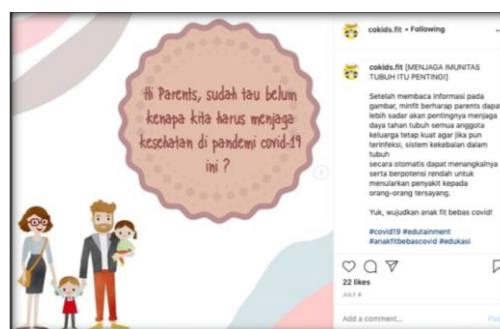 Hi Parents, sudah tau belum
kenapa kita harus menjaga
kesehatan di pandemi covid-19
ini ?
cokids.fit • Following
cokids.fit [MENJAGA IMUNITAS
TUBUH ITU PENTING!]
Setelah membaca informasi pada
gambar, minfit berharap parents dapat
lebih sadar akan pentingnya menjaga
daya tahan tubuh semua anggota
keluarga tetap kuat agar jika pun
terinfeksi, sistem kekebalan dalam
tubuh
secara otomatis dapat menangkalnya
serta berpotensi rendah untuk
menularkan penyakit kepada
orang-orang tersayang.
Yuk, wujudkan anak fit bebas covid!
#covid19 #edutainment
#anakfitbebascovid #edukasi
22 likes
Add a comment...